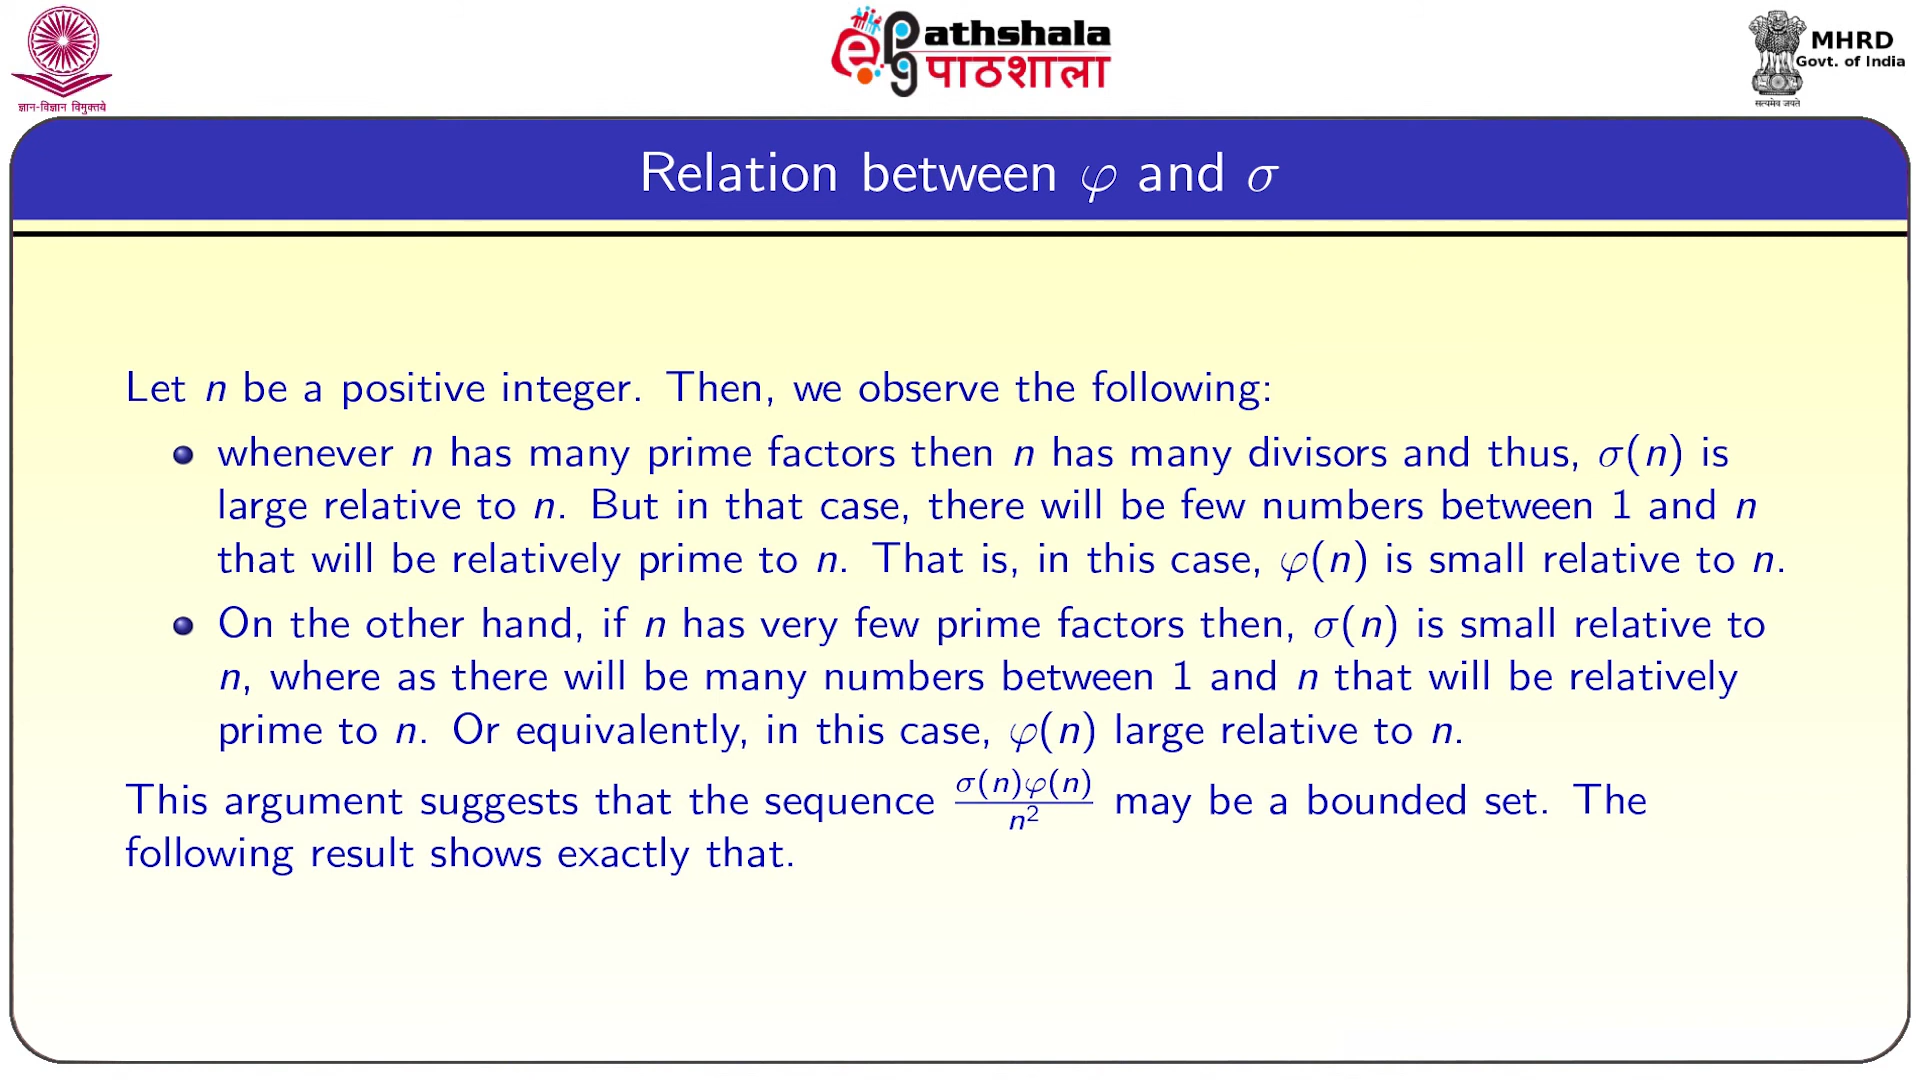 ज्ञान-विज्ञान विमुक्तये
e PG Pathshala
पाठशाला
MHRD
Govt. of India
सत्यमेव जयते
Relation between φ and σ
Let n be a positive integer. Then, we observe the following:
whenever n has many prime factors then n has many divisors and thus, σ(n) is
large relative to n. But in that case, there will be few numbers between 1 and n
that will be relatively prime to n. That is, in this case, φ(n) is small relative to n.
On the other hand, if n has very few prime factors then, σ(n) is small relative to
n, where as there will be many numbers between 1 and n that will be relatively
prime to n. Or equivalently, in this case, φ(n) large relative to n.
This argument suggests that the sequence σ(n)φ(n)/n² may be a bounded set. The
following result shows exactly that.